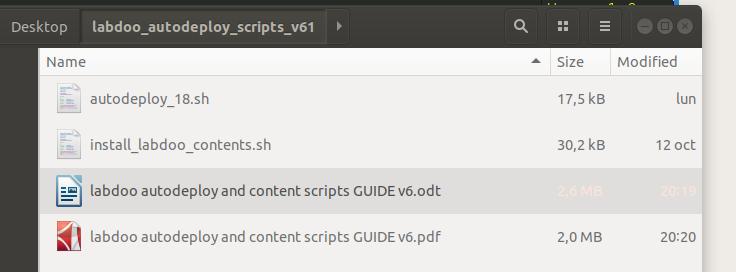 Desktop labdoo_autodeploy_scripts_v61
Name Size Modified
autodeploy_18.sh 17,5 kB lun
install_labdoo_contents.sh 30,2 kB 12 oct
labdoo autodeploy and content scripts GUIDE v6.odt 2,6 MB 20:19
labdoo autodeploy and content scripts GUIDE v6.pdf 2,0 MB 20:20